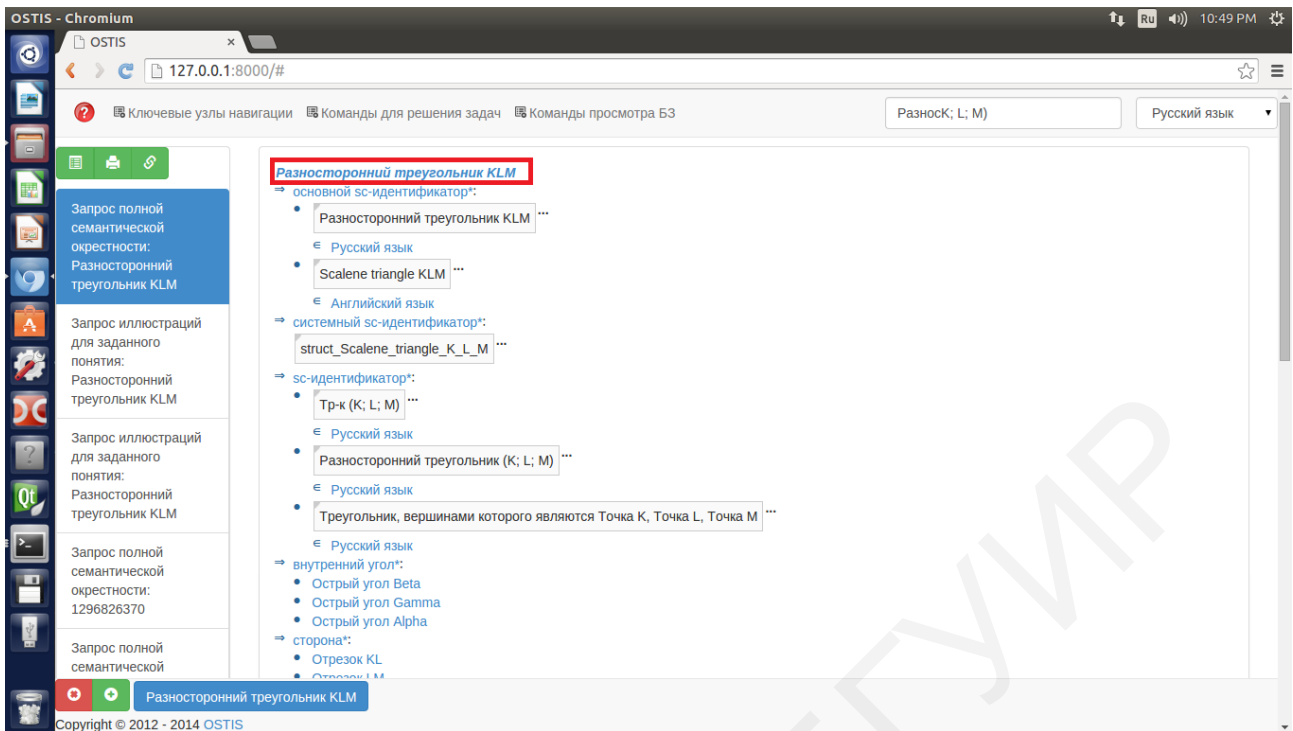 OSTIS - Chromium
Ru
10:49 PM
OSTIS ×
127.0.0.1:8000/#
Ключевые узлы навигации Команды для решения задач Команды просмотра БЗ
РазносK; L; M)
Русский язык
Запрос полной
семантической
окрестности:
Разносторонний
треугольник KLM
Запрос иллюстраций
для заданного
понятия:
Разносторонний
треугольник KLM
Запрос иллюстраций
для заданного
понятия:
Разносторонний
треугольник KLM
Запрос полной
семантической
окрестности:
1296826370
Запрос полной
семантической
Разносторонний треугольник KLM
⇒ основной sc-идентификатор*:
• Разносторонний треугольник KLM ...
∈ Русский язык
• Scalene triangle KLM ...
∈ Английский язык
⇒ системный sc-идентификатор*:
struct_Scalene_triangle_K_L_M ...
⇒ sc-идентификатор*:
• Тр-к (K; L; M) ...
∈ Русский язык
• Разносторонний треугольник (K; L; M) ...
∈ Русский язык
• Треугольник, вершинами которого являются Точка K, Точка L, Точка M ...
∈ Русский язык
⇒ внутренний угол*:
• Острый угол Beta
• Острый угол Gamma
• Острый угол Alpha
⇒ сторона*:
• Отрезок KL
• Отрезок LM
Разносторонний треугольник KLM
Copyright © 2012 - 2014 OSTIS
ГУИР